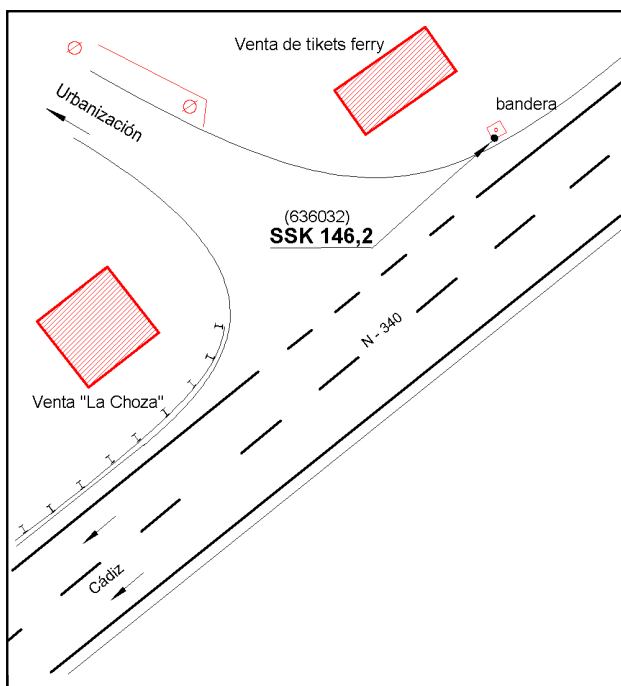 Venta de tikets ferry
Urbanización
bandera
(636032)
SSK 146,2
N - 340
Venta "La Choza"
Cádiz